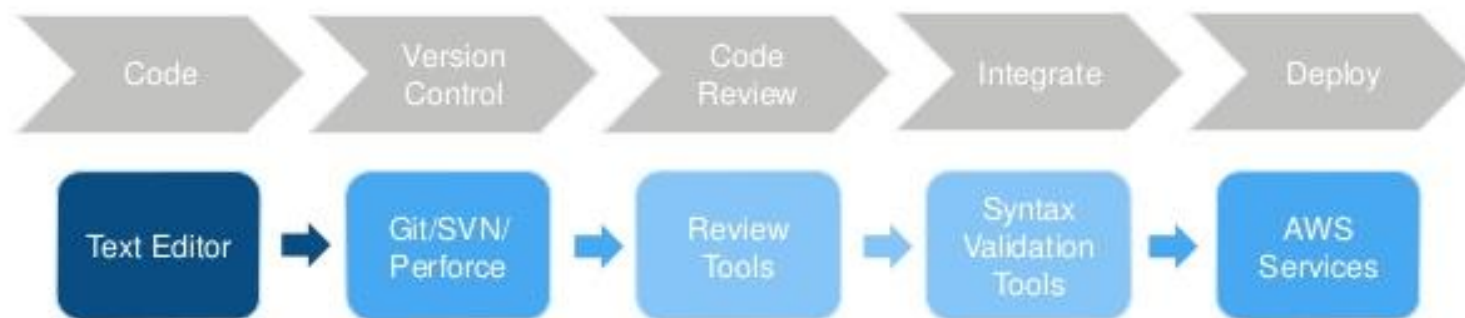 Code
Version
Control
Code
Review
Integrate
Deploy
Text Editor
Git/SVN/
Perforce
Review
Tools
Syntax
Validation
Tools
AWS
Services